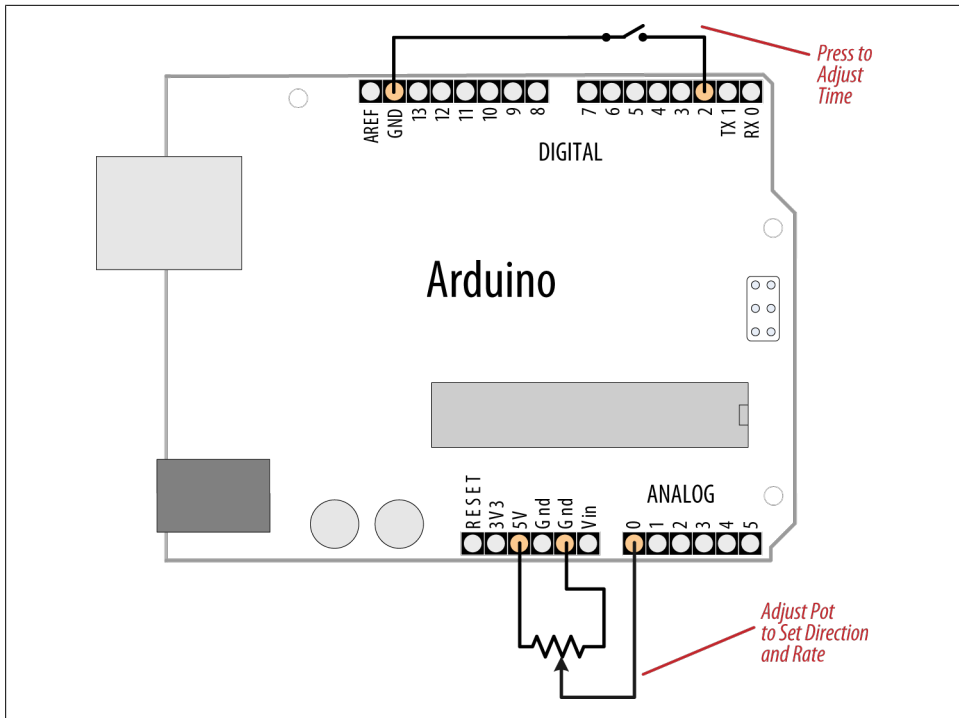 Press to
Adjust
Time
AREF
GND
13
12
11
10
9
8
7
6
5
4
3
2
TX 1
RX 0
DIGITAL
Arduino
ANALOG
RESET
3V3
5V
Gnd
Gnd
Vin
0
1
2
3
4
5
Adjust Pot
to Set Direction
and Rate